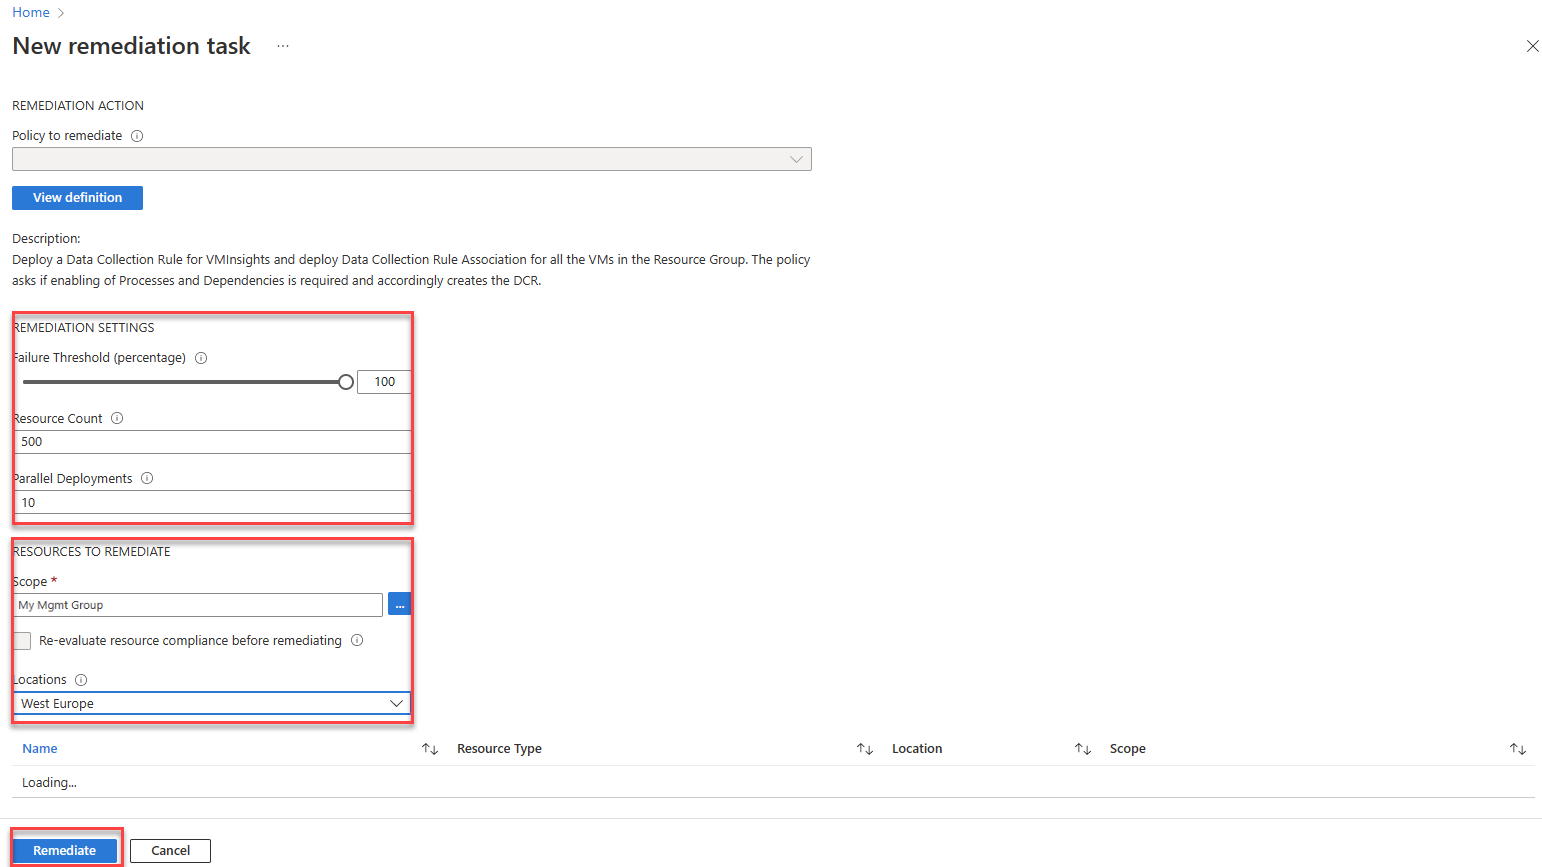 Home
New remediation task ...
REMEDIATION ACTION
Policy to remediate
View definition
Description:
Deploy a Data Collection Rule for VMInsights and deploy Data Collection Rule Association for all the VMs in the Resource Group. The policy
asks if enabling of Processes and Dependencies is required and accordingly creates the DCR.
REMEDIATION SETTINGS
Failure Threshold (percentage)
100
Resource Count
500
Parallel Deployments
10
RESOURCES TO REMEDIATE
Scope *
My Mgmt Group ...
Re-evaluate resource compliance before remediating
Locations
West Europe
Name Resource Type Location Scope
Loading...
Remediate Cancel